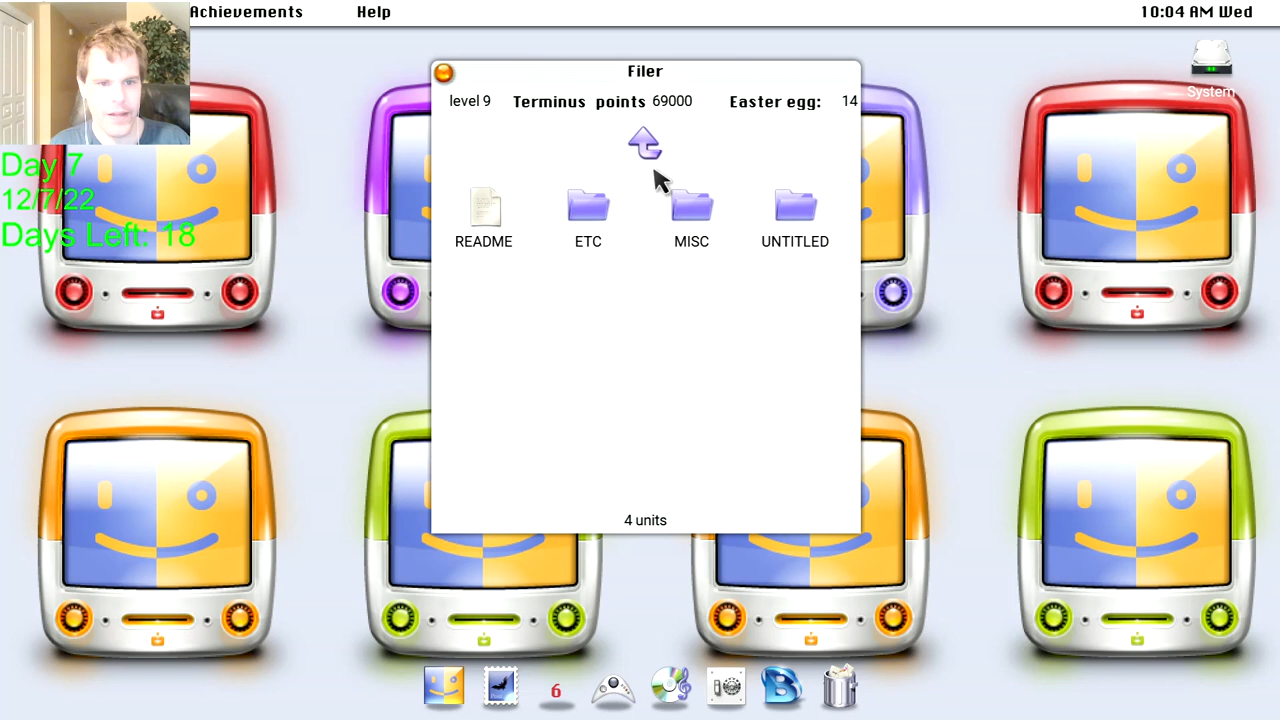 Achievements Help 10:04 AM Wed
Filer
System
level 9 Terminus points 69000 Easter egg: 14
Day 7
12/7/22
Days Left: 18
README ETC MISC UNTITLED
4 units
6
B